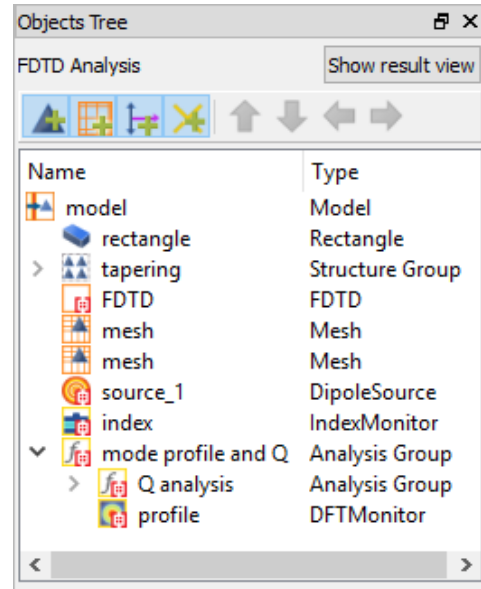 Objects Tree
FDTD Analysis Show result view
Name Type
model Model
rectangle Rectangle
tapering Structure Group
FDTD FDTD
mesh Mesh
mesh Mesh
source_1 DipoleSource
index IndexMonitor
mode profile and Q Analysis Group
Q analysis Analysis Group
profile DFTMonitor